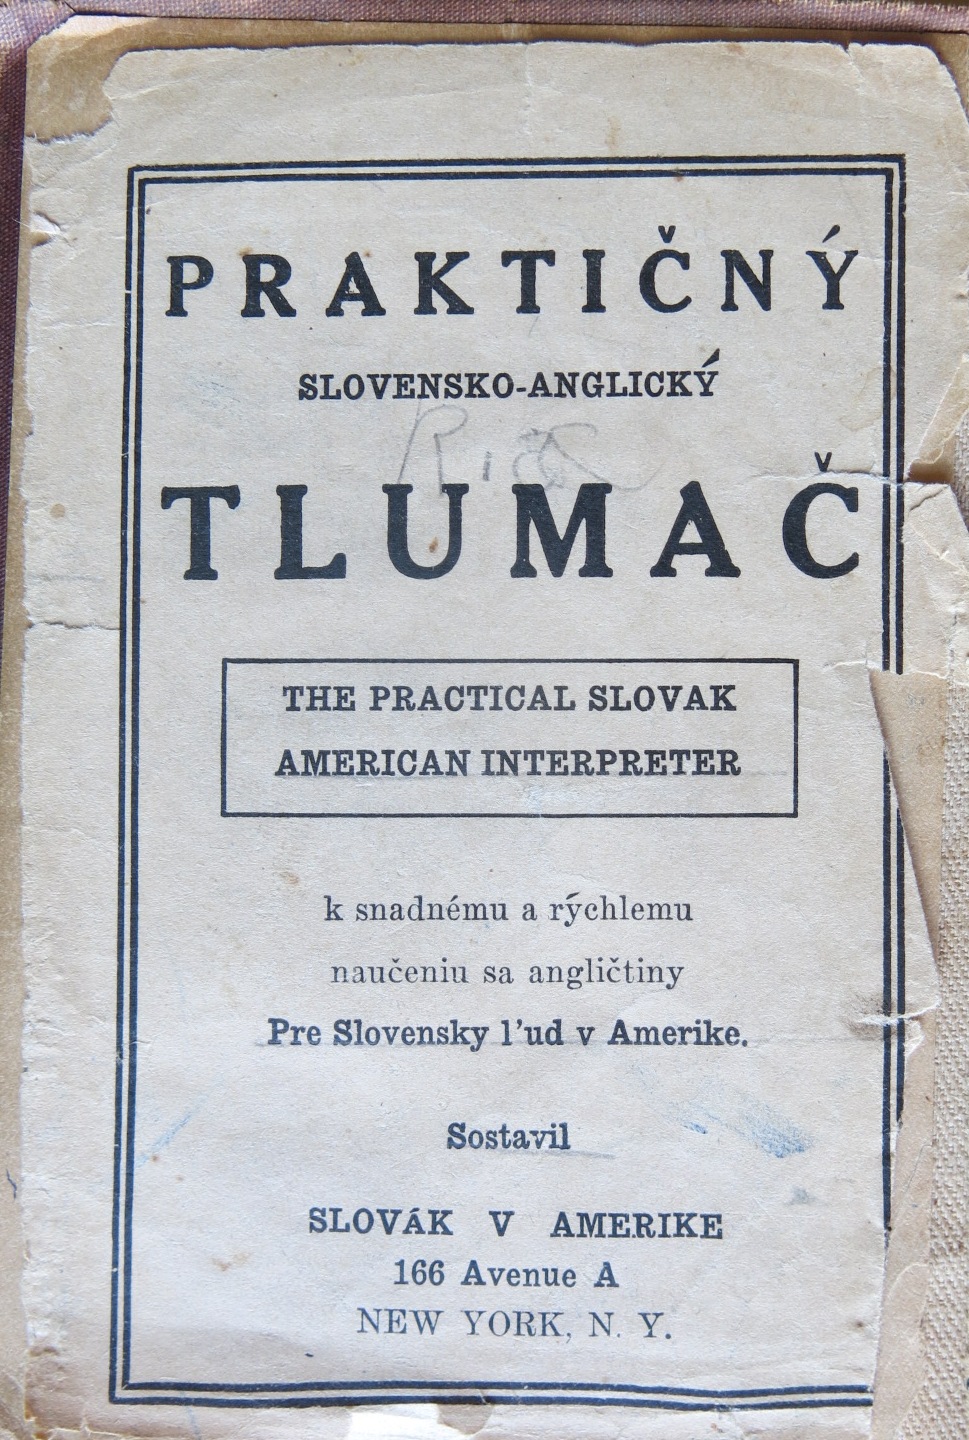 PRAKTIČNÝ
SLOVENSKO-ANGLICKÝ
TLUMAČ
THE PRACTICAL SLOVAK
AMERICAN INTERPRETER
k snadnému a rýchlemu
naučeniu sa angličtiny
Pre Slovensky l'ud v Amerike.
Sostavil
SLOVÁK V AMERIKE
166 Avenue A
NEW YORK, N. Y.